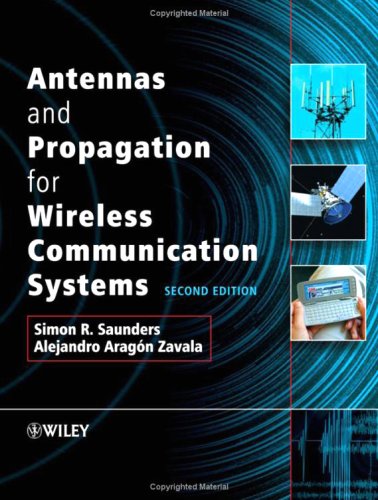 Copyrighted Material
Antennas
and
Propagation
for
Wireless
Communication
Systems SECOND EDITION
Simon R. Saunders
Alejandro Aragón Zavala
WILEY
Copyrighted Material